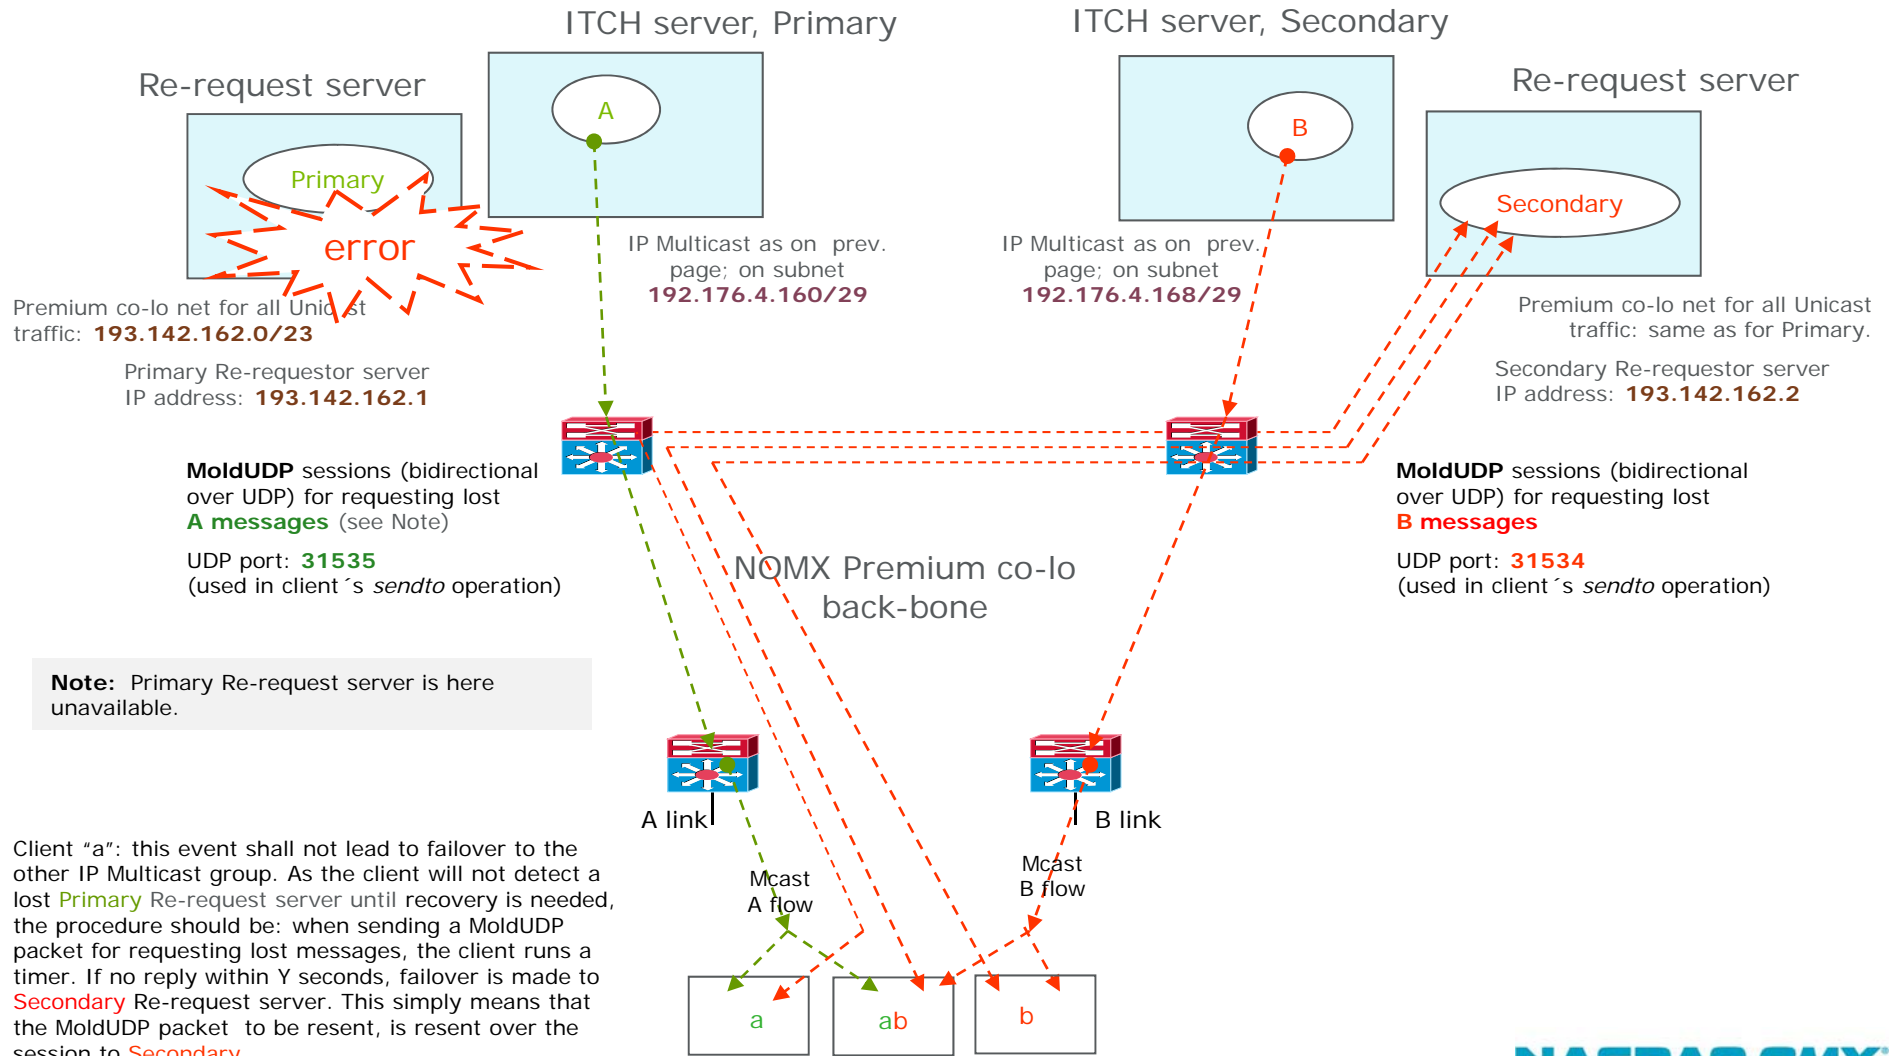 ITCH server, Primary
ITCH server, Secondary
Re-request server
Re-request server
A
B
Primary
Secondary
error
IP Multicast as on prev.
page; on subnet
192.176.4.160/29
IP Multicast as on prev.
page; on subnet
192.176.4.168/29
Premium co-lo net for all Unicast
traffic: 193.142.162.0/23
Primary Re-requestor server
IP address: 193.142.162.1
Premium co-lo net for all Unicast
traffic: same as for Primary.
Secondary Re-requestor server
IP address: 193.142.162.2
MoldUDP sessions (bidirectional
over UDP) for requesting lost
A messages (see Note)
UDP port: 31535
(used in client´s sendto operation)
MoldUDP sessions (bidirectional
over UDP) for requesting lost
B messages
UDP port: 31534
(used in client´s sendto operation)
NOMX Premium co-lo
back-bone
Note: Primary Re-request server is here
unavailable.
A link
B link
Mcast
A flow
Mcast
B flow
Client “a”: this event shall not lead to failover to the
other IP Multicast group. As the client will not detect a
lost Primary Re-request server until recovery is needed,
the procedure should be: when sending a MoldUDP
packet for requesting lost messages, the client runs a
timer. If no reply within Y seconds, failover is made to
Secondary Re-request server. This simply means that
the MoldUDP packet to be resent, is resent over the
session to Secondary
a
ab
b
NASDAQ OMX